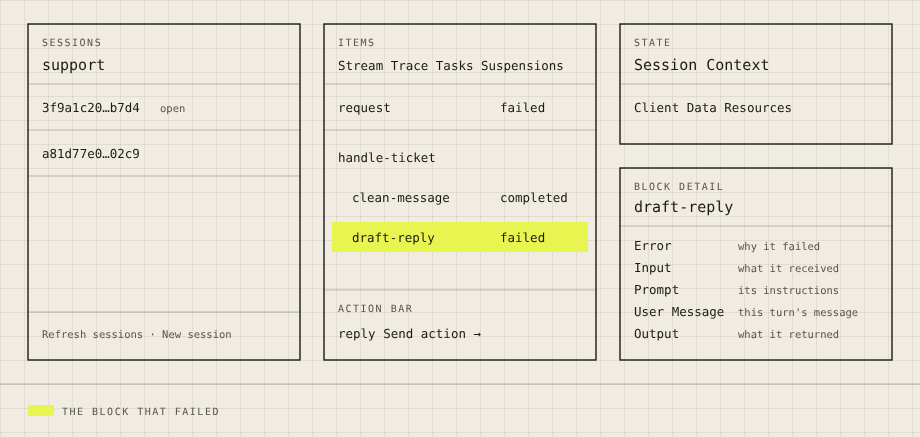 SESSIONS
support
3f9a1c20…b7d4 open
a81d77e0…02c9
Refresh sessions · New session
ITEMS
Stream Trace Tasks Suspensions
request failed
handle-ticket
clean-message completed
draft-reply failed
ACTION BAR
reply Send action →
STATE
Session Context
Client Data Resources
BLOCK DETAIL
draft-reply
Error why it failed
Input what it received
Prompt its instructions
User Message this turn's message
Output what it returned
THE BLOCK THAT FAILED